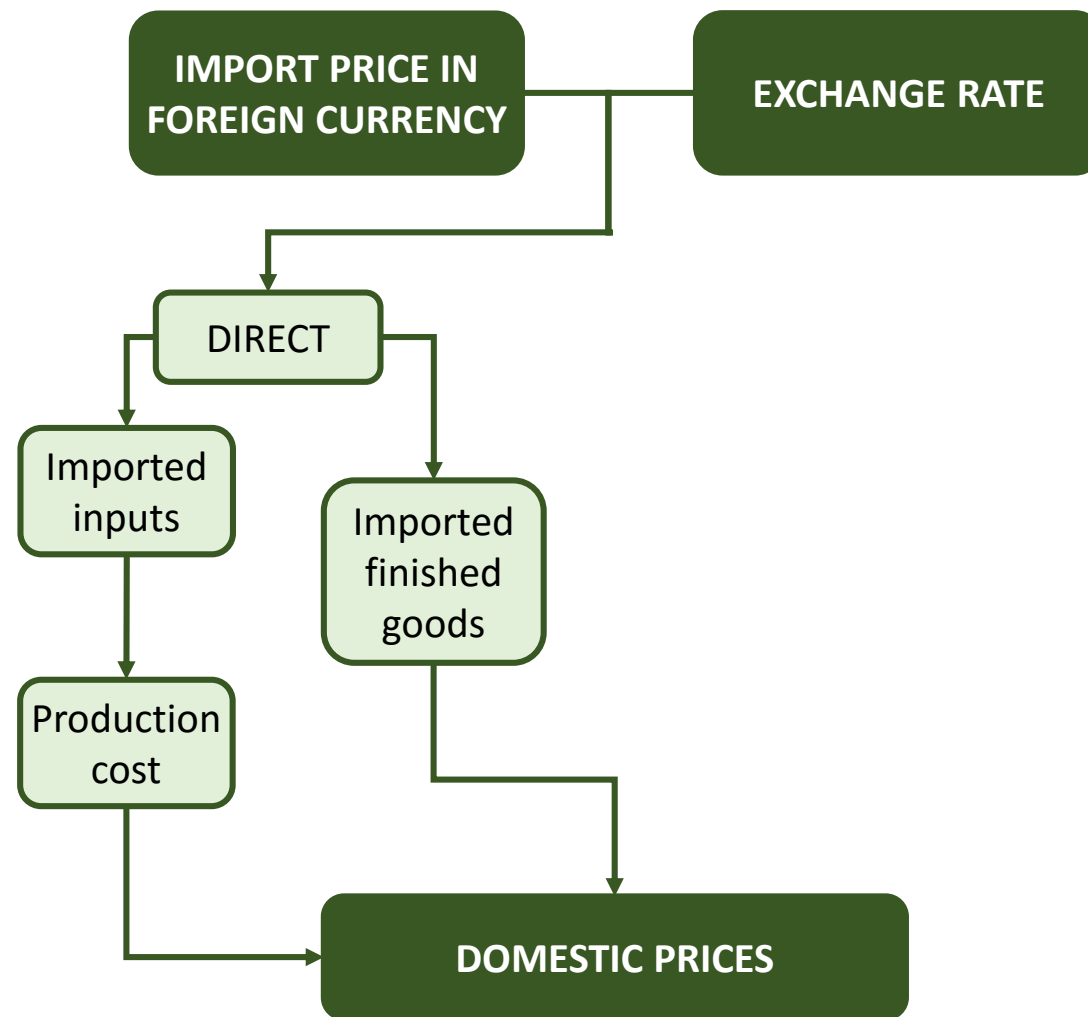 IMPORT PRICE IN
FOREIGN CURRENCY
EXCHANGE RATE
DIRECT
Imported
inputs
Imported
finished
goods
Production
cost
DOMESTIC PRICES